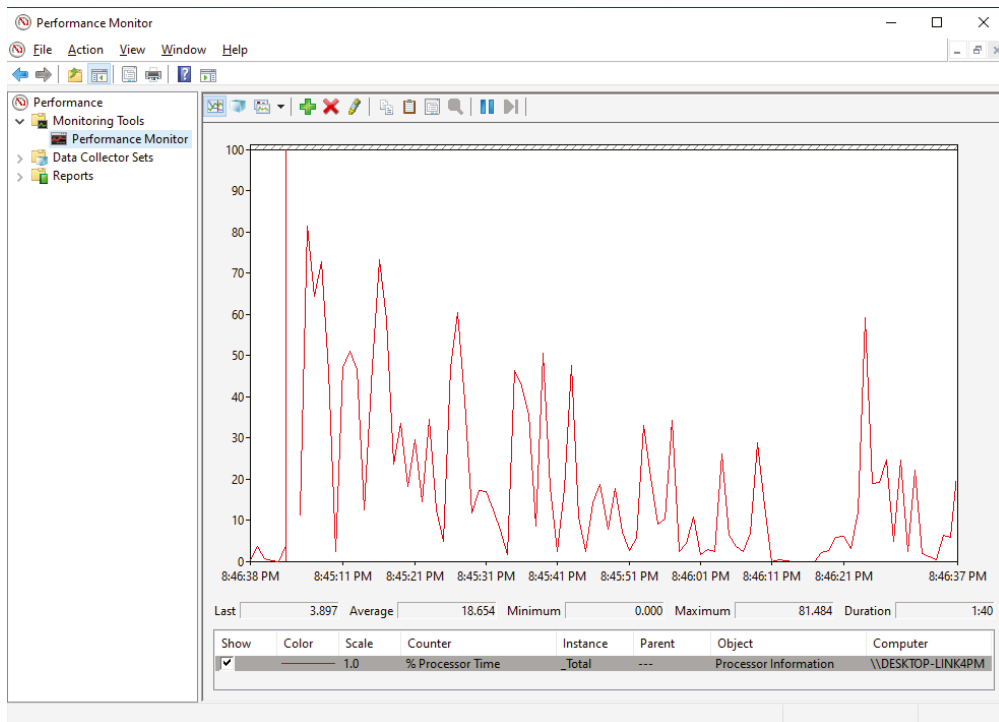 Performance Monitor
File Action View Window Help
Performance
Monitoring Tools
Performance Monitor
Data Collector Sets
Reports
100
90
80
70
60
50
40
30
20
10
0
8:46:38 PM 8:45:11 PM 8:45:21 PM 8:45:31 PM 8:45:41 PM 8:45:51 PM 8:46:01 PM 8:46:11 PM 8:46:21 PM 8:46:37 PM
Last 3.897 Average 18.654 Minimum 0.000 Maximum 81.484 Duration 1:40
Show Color Scale Counter Instance Parent Object Computer
1.0 % Processor Time _Total --- Processor Information \\DESKTOP-LINK4PM